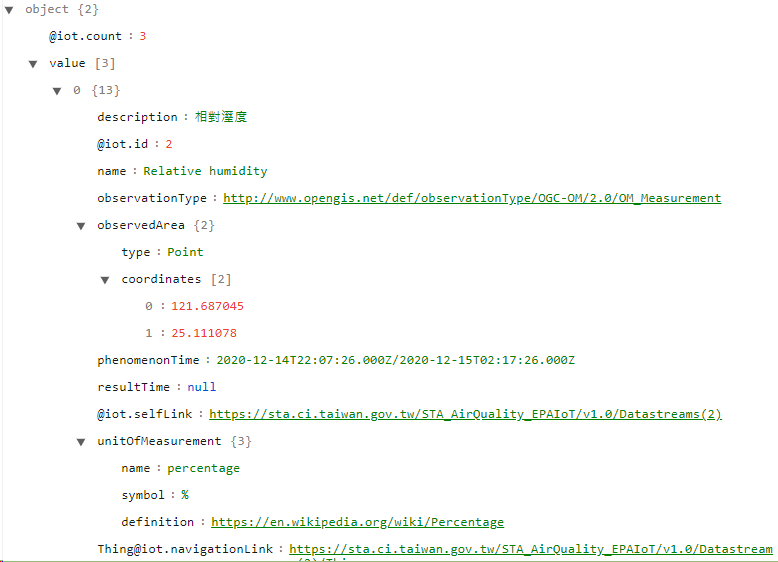 object {2}
@iot.count : 3
value [3]
0 {13}
description : 相對溼度
@iot.id : 2
name : Relative humidity
observationType : http://www.opengis.net/def/observationType/OGC-OM/2.0/OM_Measurement
observedArea {2}
type : Point
coordinates [2]
0 : 121.687045
1 : 25.111078
phenomenonTime : 2020-12-14T22:07:26.000Z/2020-12-15T02:17:26.000Z
resultTime : null
@iot.selfLink : https://sta.ci.taiwan.gov.tw/STA_AirQuality_EPAIoT/v1.0/Datastreams(2)
unitOfMeasurement {3}
name : percentage
symbol : %
definition : https://en.wikipedia.org/wiki/Percentage
Thing@iot.navigationLink : https://sta.ci.taiwan.gov.tw/STA_AirQuality_EPAIoT/v1.0/Datastream